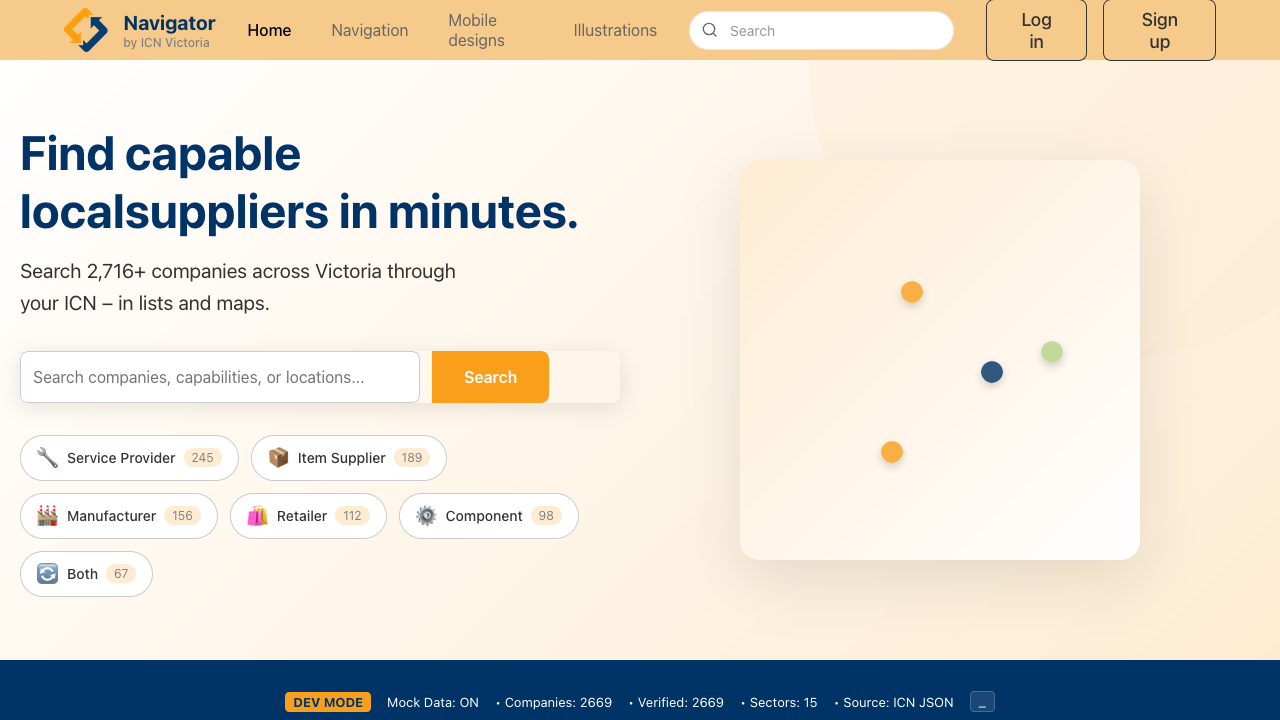 Navigator
by ICN Victoria
Home
Navigation
Mobile
designs
Illustrations
Search
Log
in
Sign
up
Find capable
localsuppliers in minutes.
Search 2,716+ companies across Victoria through
your ICN – in lists and maps.
Search companies, capabilities, or locations...
Search
Service Provider 245
Item Supplier 189
Manufacturer 156
Retailer 112
Component 98
Both 67
DEV MODE Mock Data: ON • Companies: 2669 • Verified: 2669 • Sectors: 15 • Source: ICN JSON _